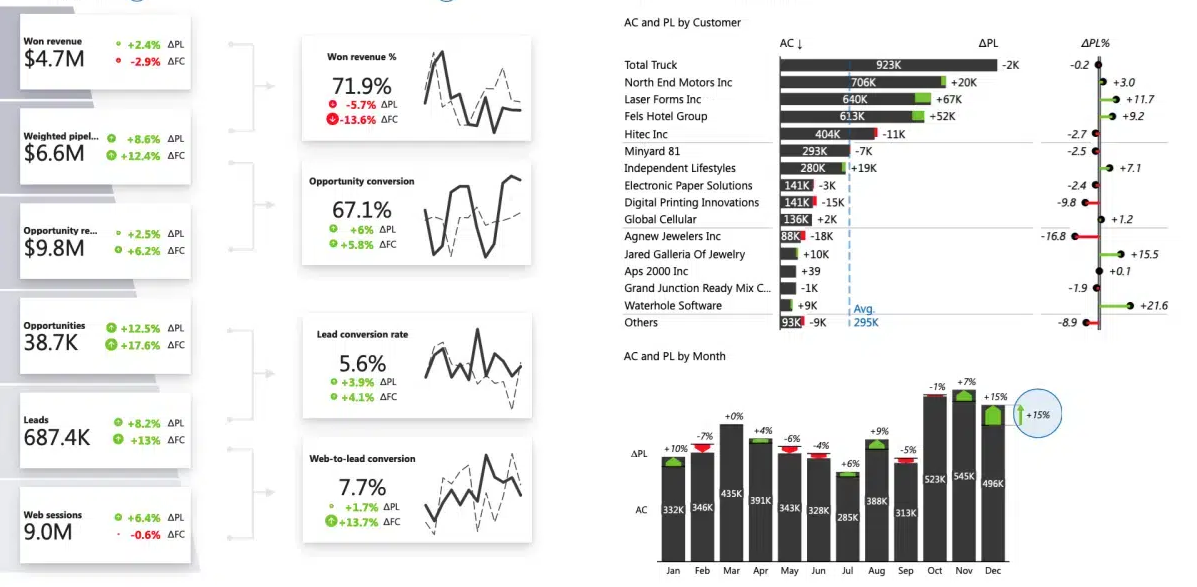 Won revenue
$4.7M
+2.4% ΔPL
-2.9% ΔFC
Weighted pipel...
$6.6M
+8.6% ΔPL
+12.4% ΔFC
Opportunity re...
$9.8M
+2.5% ΔPL
+6.2% ΔFC
Opportunities
38.7K
+12.5% ΔPL
+17.6% ΔFC
Leads
687.4K
+8.2% ΔPL
+13% ΔFC
Web sessions
9.0M
+6.4% ΔPL
-0.6% ΔFC
Won revenue %
71.9%
-5.7% ΔPL
-13.6% ΔFC
Opportunity conversion
67.1%
+6% ΔPL
+5.8% ΔFC
Lead conversion rate
5.6%
+3.9% ΔPL
+4.1% ΔFC
Web-to-lead conversion
7.7%
+1.7% ΔPL
+13.7% ΔFC
AC and PL by Customer
AC ↓ ΔPL ΔPL%
Total Truck 923K -2K -0.2
North End Motors Inc 706K +20K +3.0
Laser Forms Inc 640K +67K +11.7
Fels Hotel Group 613K +52K +9.2
Hitec Inc 404K -11K -2.7
Minyard 81 293K -7K -2.5
Independent Lifestyles 280K +19K +7.1
Electronic Paper Solutions 141K -3K -2.4
Digital Printing Innovations 141K -15K -9.8
Global Cellular 136K +2K +1.2
Agnew Jewelers Inc 88K -18K -16.8
Jared Galleria Of Jewelry +10K +15.5
Aps 2000 Inc +39 +0.1
Grand Junction Ready Mix C... -1K -1.9
Waterhole Software +9K +21.6
Avg.
Others 93K -9K 295K -8.9
AC and PL by Month
ΔPL
+10% -7% +0% +4% -6% -4% +6% +9% -5% -1% +7% +15%
+15%
AC
332K 346K 435K 391K 343K 328K 285K 388K 313K 523K 545K 496K
Jan Feb Mar Apr May Jun Jul Aug Sep Oct Nov Dec